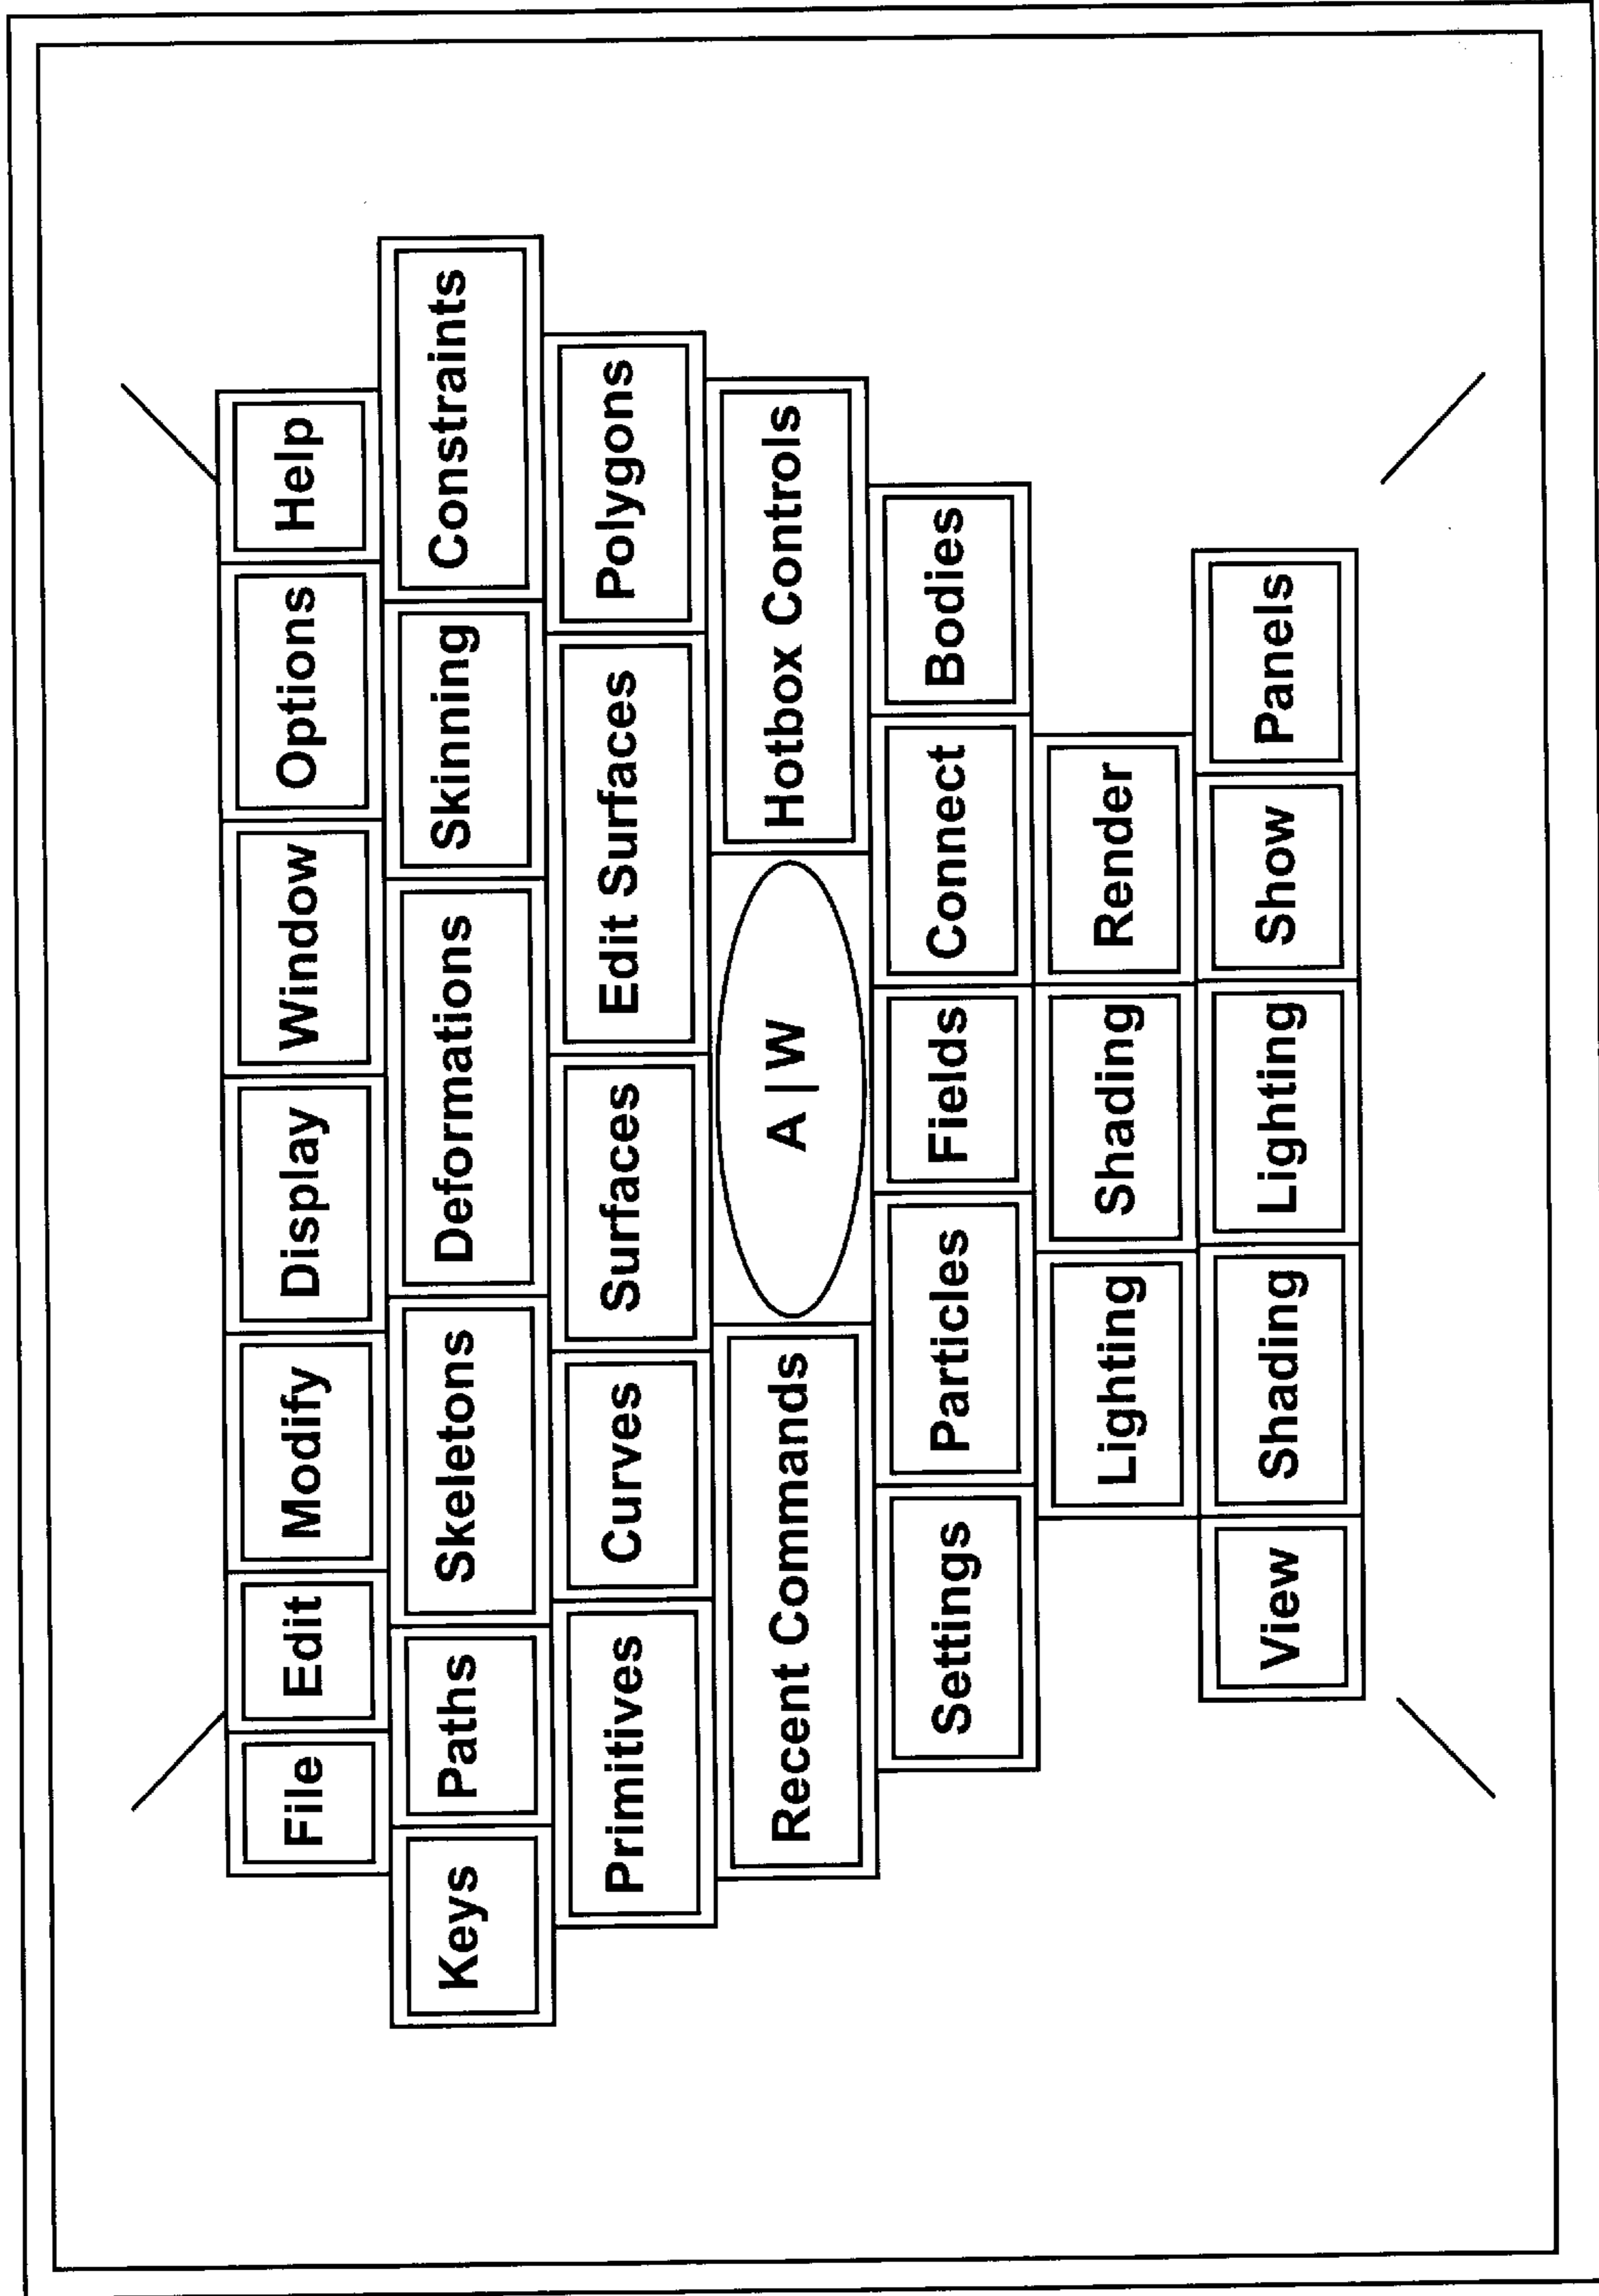 File Edit Modify Display Window Options Help
Keys Paths Skeletons Deformations Skinning Constraints
Primitives Curves Surfaces Edit Surfaces Polygons
Recent Commands A|W Hotbox Controls
Settings Particles Fields Connect Bodies
Lighting Shading Render
View Shading Lighting Show Panels